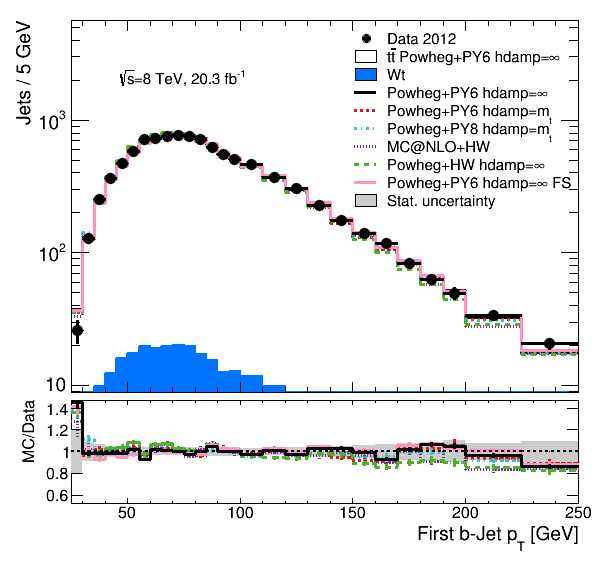 Jets / 5 GeV
√s=8 TeV, 20.3 fb⁻¹
Data 2012
tt̄ Powheg+PY6 hdamp=∞
Wt
Powheg+PY6 hdamp=∞
Powheg+PY6 hdamp=mₜ
Powheg+PY8 hdamp=mₜ
MC@NLO+HW
Powheg+HW hdamp=∞
Powheg+PY6 hdamp=∞ FS
Stat. uncertainty
10³
10²
10
MC/Data
1.4
1.2
1
0.8
0.6
50 100 150 200 250
First b-Jet p_T [GeV]